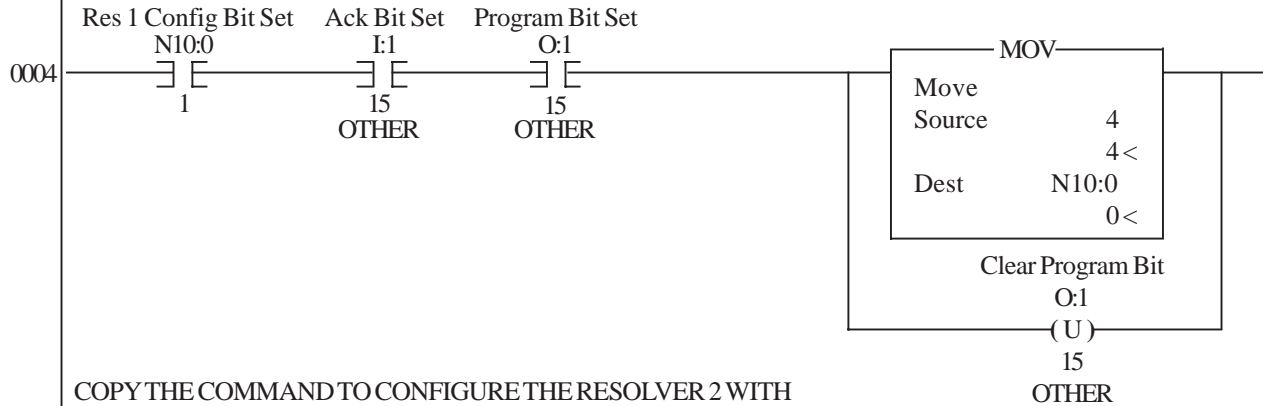 Res 1 Config Bit Set Ack Bit Set Program Bit Set
N10:0 I:1 O:1
MOV
0004
1 15 15
OTHER OTHER
Move
Source 4
4<
Dest N10:0
0<
Clear Program Bit
O:1
( U )
15
OTHER
COPY THE COMMAND TO CONFIGURE THE RESOLVER 2 WITH